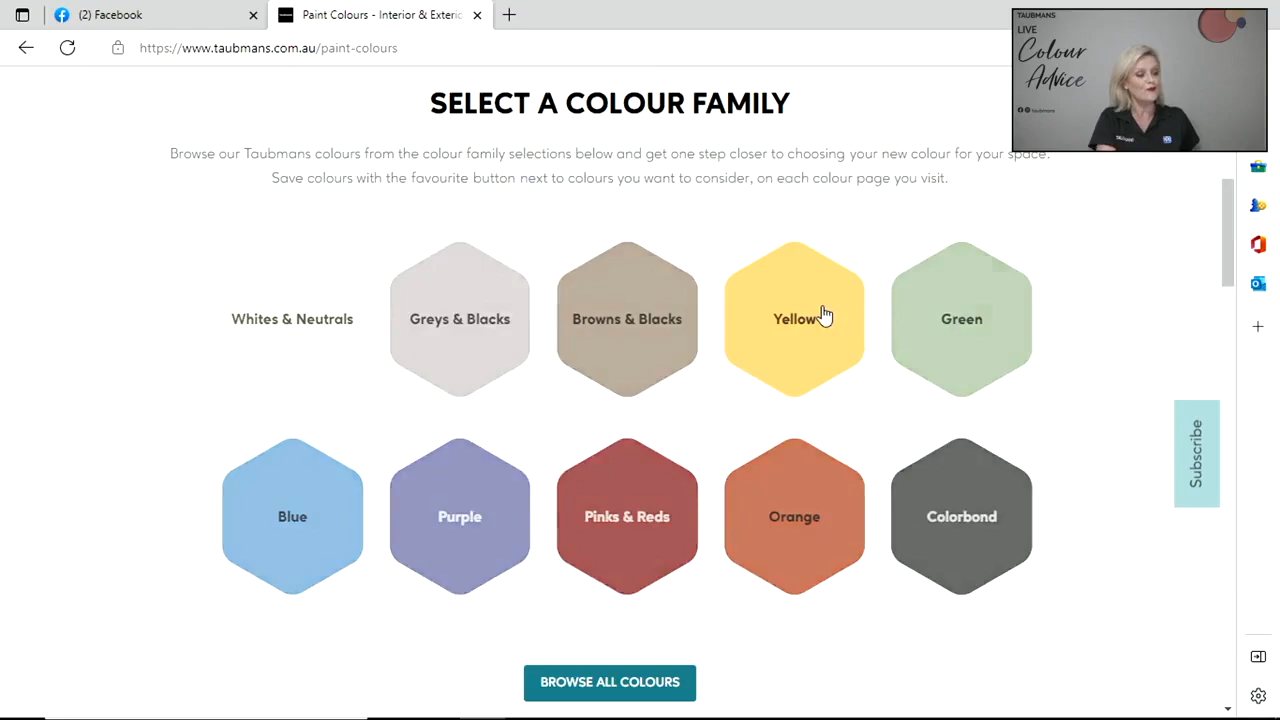 (2) Facebook
Paint Colours - Interior & Exterio
https://www.taubmans.com.au/paint-colours
TAUBMANS
LIVE
Colour
Advice
taubmans
SELECT A COLOUR FAMILY
Browse our Taubmans colours from the colour family selections below and get one step closer to choosing your new colour for your space.
Save colours with the favourite button next to colours you want to consider, on each colour page you visit.
Whites & Neutrals
Greys & Blacks
Browns & Blacks
Yellow
Green
Blue
Purple
Pinks & Reds
Orange
Colorbond
Subscribe
BROWSE ALL COLOURS